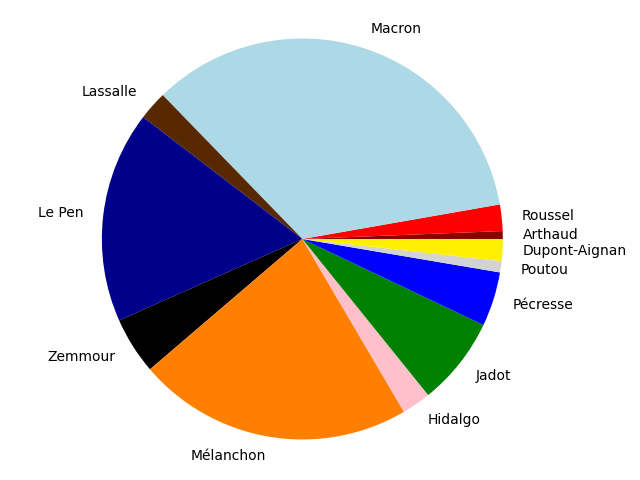 Macron
Lassalle
Le Pen
Roussel
Arthaud
Dupont-Aignan
Poutou
Pécresse
Zemmour
Jadot
Hidalgo
Mélanchon